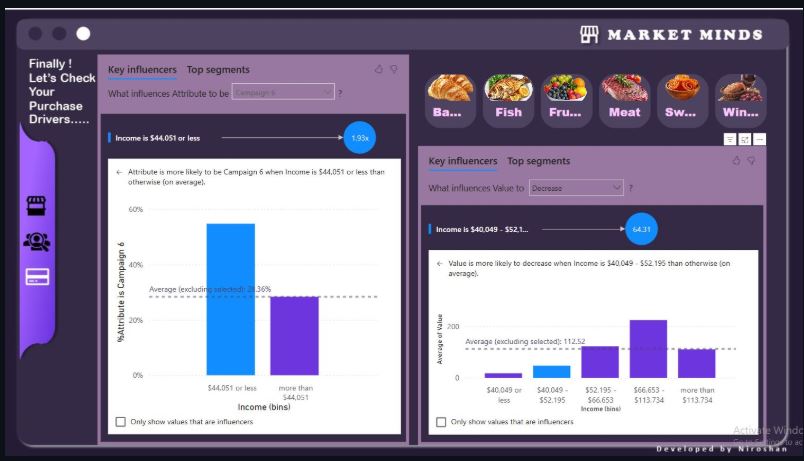 MARKET MINDS
Finally !
Let's Check
Your
Purchase
Drivers.....
Key influencers Top segments
What influences Attribute to be Campaign 6 ?
Income is $44,051 or less 1.93x
← Attribute is more likely to be Campaign 6 when Income is $44,051 or less than
otherwise (on average).
%Attribute is Campaign 6
60%
40%
20%
0%
Average (excluding selected): 28.36%
$44,051 or less
more than
$44,051
Income (bins)
Only show values that are influencers
Ba...
Fish
Fru...
Meat
Sw...
Win...
Key influencers Top segments
What influences Value to Decrease ?
Income is $40,049 - $52,1... 64.31
← Value is more likely to decrease when Income is $40,049 - $52,195 than otherwise (on
average).
Average of Value
200
0
Average (excluding selected): 112.52
$40,049 or
less
$40,049 -
$52,195
$52,195 -
$66,653
$66,653 -
$113,734
more than
$113,734
Income (bins)
Only show values that are influencers
Activate Windo
Go to Settings to ac
Developed by Niroshan